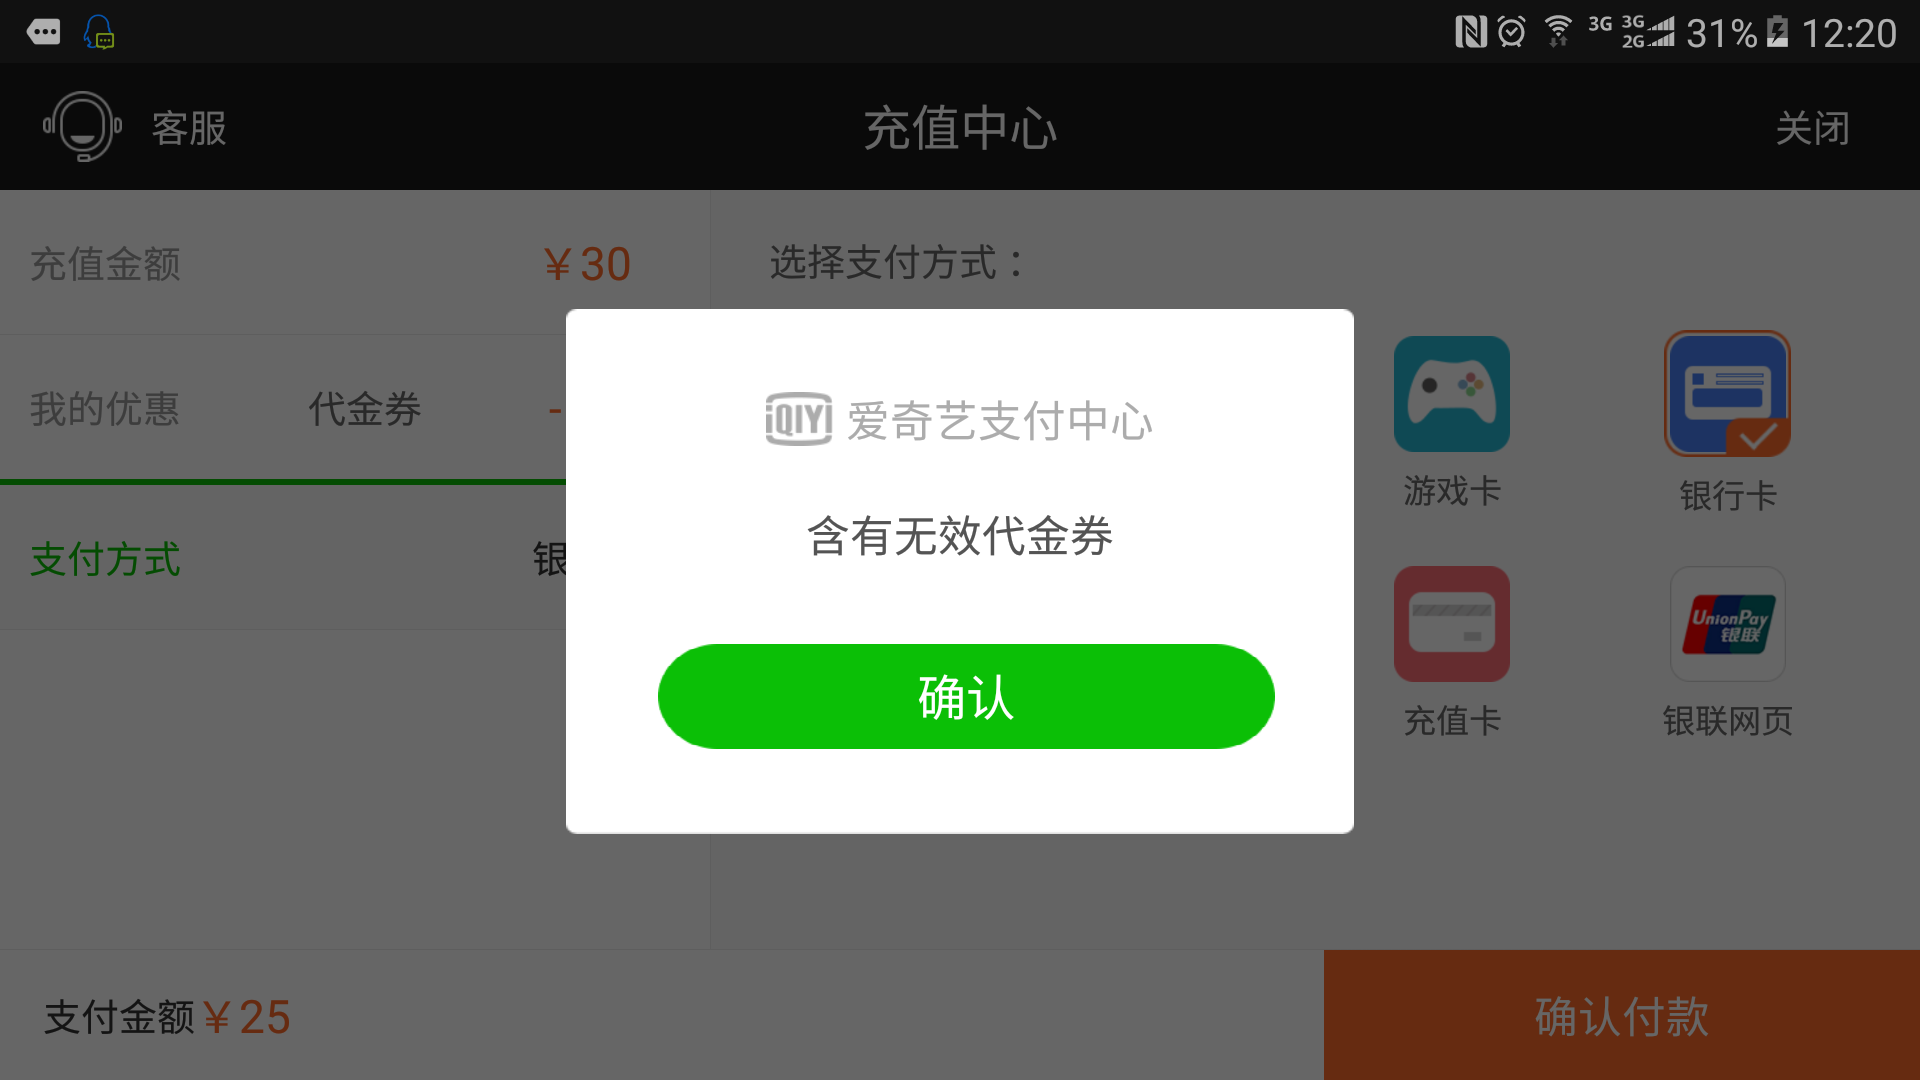 3G 3G 2G 31% 12:20
客服 充值中心 关闭
充值金额 ￥30
选择支付方式：
我的优惠 代金券 -
支付方式 银
iQIYI 爱奇艺支付中心
含有无效代金券
确认
游戏卡 银行卡
UnionPay
银联
充值卡 银联网页
支付金额￥25
确认付款